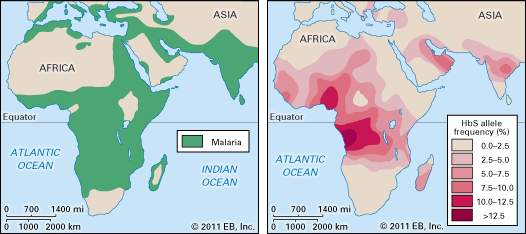 ASIA
AFRICA
Equator
Malaria
ATLANTIC
OCEAN
INDIAN
OCEAN
0 700 1400 mi
0 1000 2000 km
© 2011 EB, Inc.
ASIA
AFRICA
Equator
ATLANTIC
OCEAN
HbS allele
frequency (%)
0.0–2.5
2.5–5.0
5.0–7.5
7.5–10.0
10.0–12.5
>12.5
0 700 1400 mi
0 1000 2000 km
© 2011 EB, Inc.